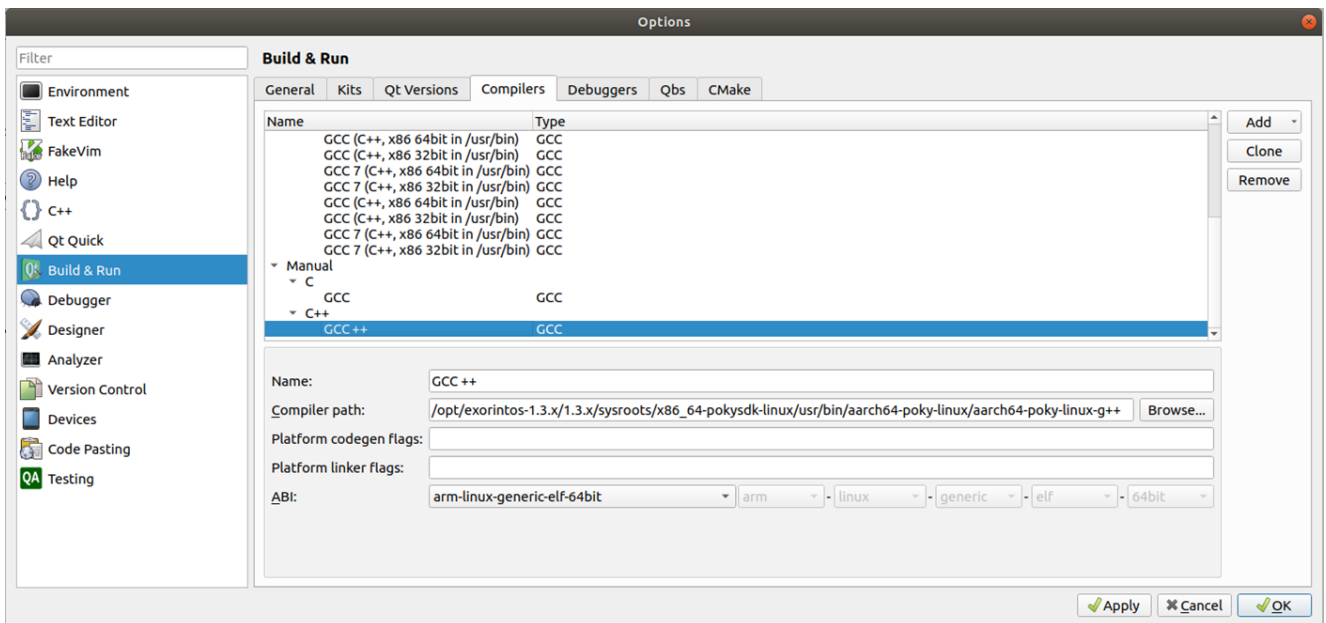 Options
Filter
Environment
Text Editor
FakeVim
Help
C++
Qt Quick
Build & Run
Debugger
Designer
Analyzer
Version Control
Devices
Code Pasting
QA Testing
Build & Run
General Kits Qt Versions Compilers Debuggers Qbs CMake
Name Type
GCC (C++, x86 64bit in /usr/bin) GCC
GCC (C++, x86 32bit in /usr/bin) GCC
GCC 7 (C++, x86 64bit in /usr/bin) GCC
GCC 7 (C++, x86 32bit in /usr/bin) GCC
GCC (C++, x86 64bit in /usr/bin) GCC
GCC (C++, x86 32bit in /usr/bin) GCC
GCC 7 (C++, x86 64bit in /usr/bin) GCC
GCC 7 (C++, x86 32bit in /usr/bin) GCC
Manual
C
GCC GCC
C++
GCC ++ GCC
Add
Clone
Remove
Name: GCC ++
Compiler path: /opt/exorintos-1.3.x/1.3.x/sysroots/x86_64-pokysdk-linux/usr/bin/aarch64-poky-linux/aarch64-poky-linux-g++ Browse...
Platform codegen flags:
Platform linker flags:
ABI: arm-linux-generic-elf-64bit arm - linux - generic - elf - 64bit
Apply Cancel OK